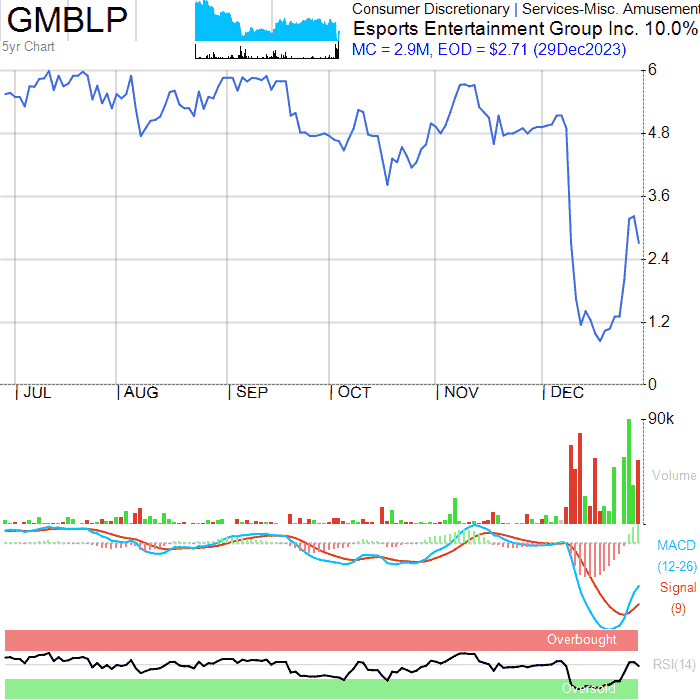 GMBLP
5yr Chart
Consumer Discretionary | Services-Misc. Amusement
Esports Entertainment Group Inc. 10.0%
MC = 2.9M, EOD = $2.71 (29Dec2023)
6
4.8
3.6
2.4
1.2
0
JUL AUG SEP OCT NOV DEC
90k
Volume
MACD
(12-26)
Signal
(9)
Overbought
RSI(14)
Oversold